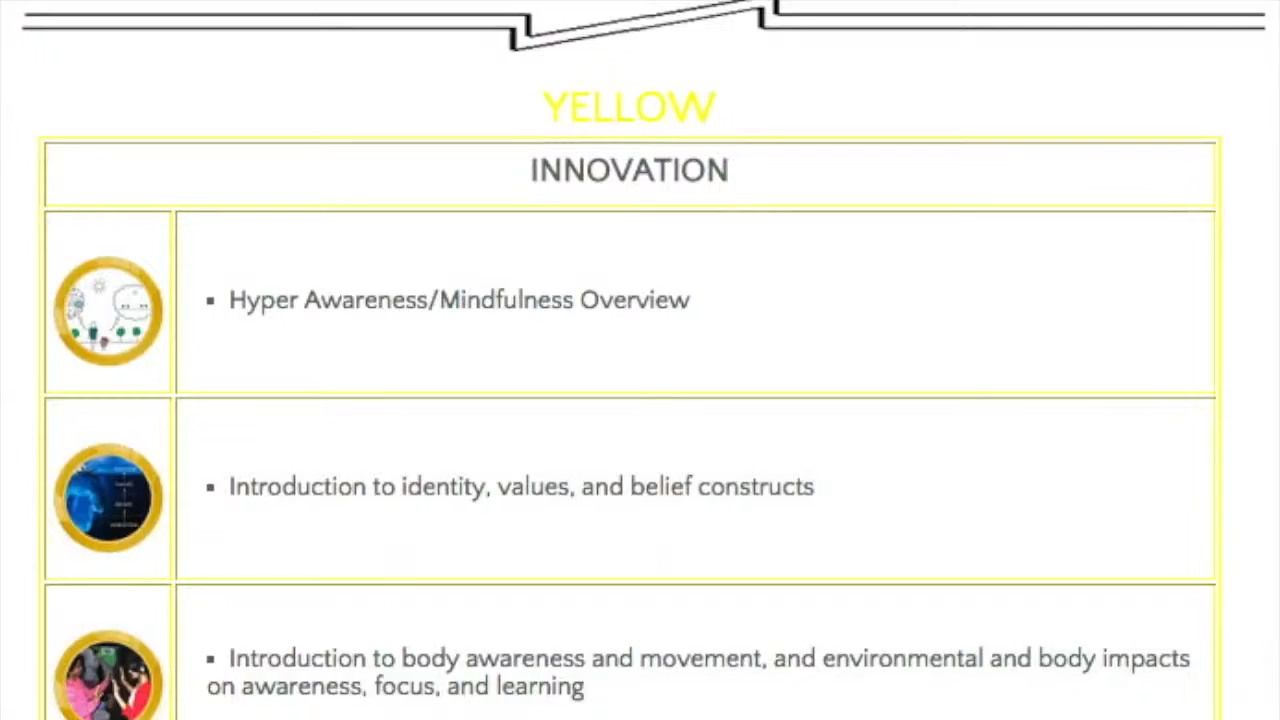 YELLOW
INNOVATION
▪ Hyper Awareness/Mindfulness Overview
▪ Introduction to identity, values, and belief constructs
▪ Introduction to body awareness and movement, and environmental and body impacts
on awareness, focus, and learning